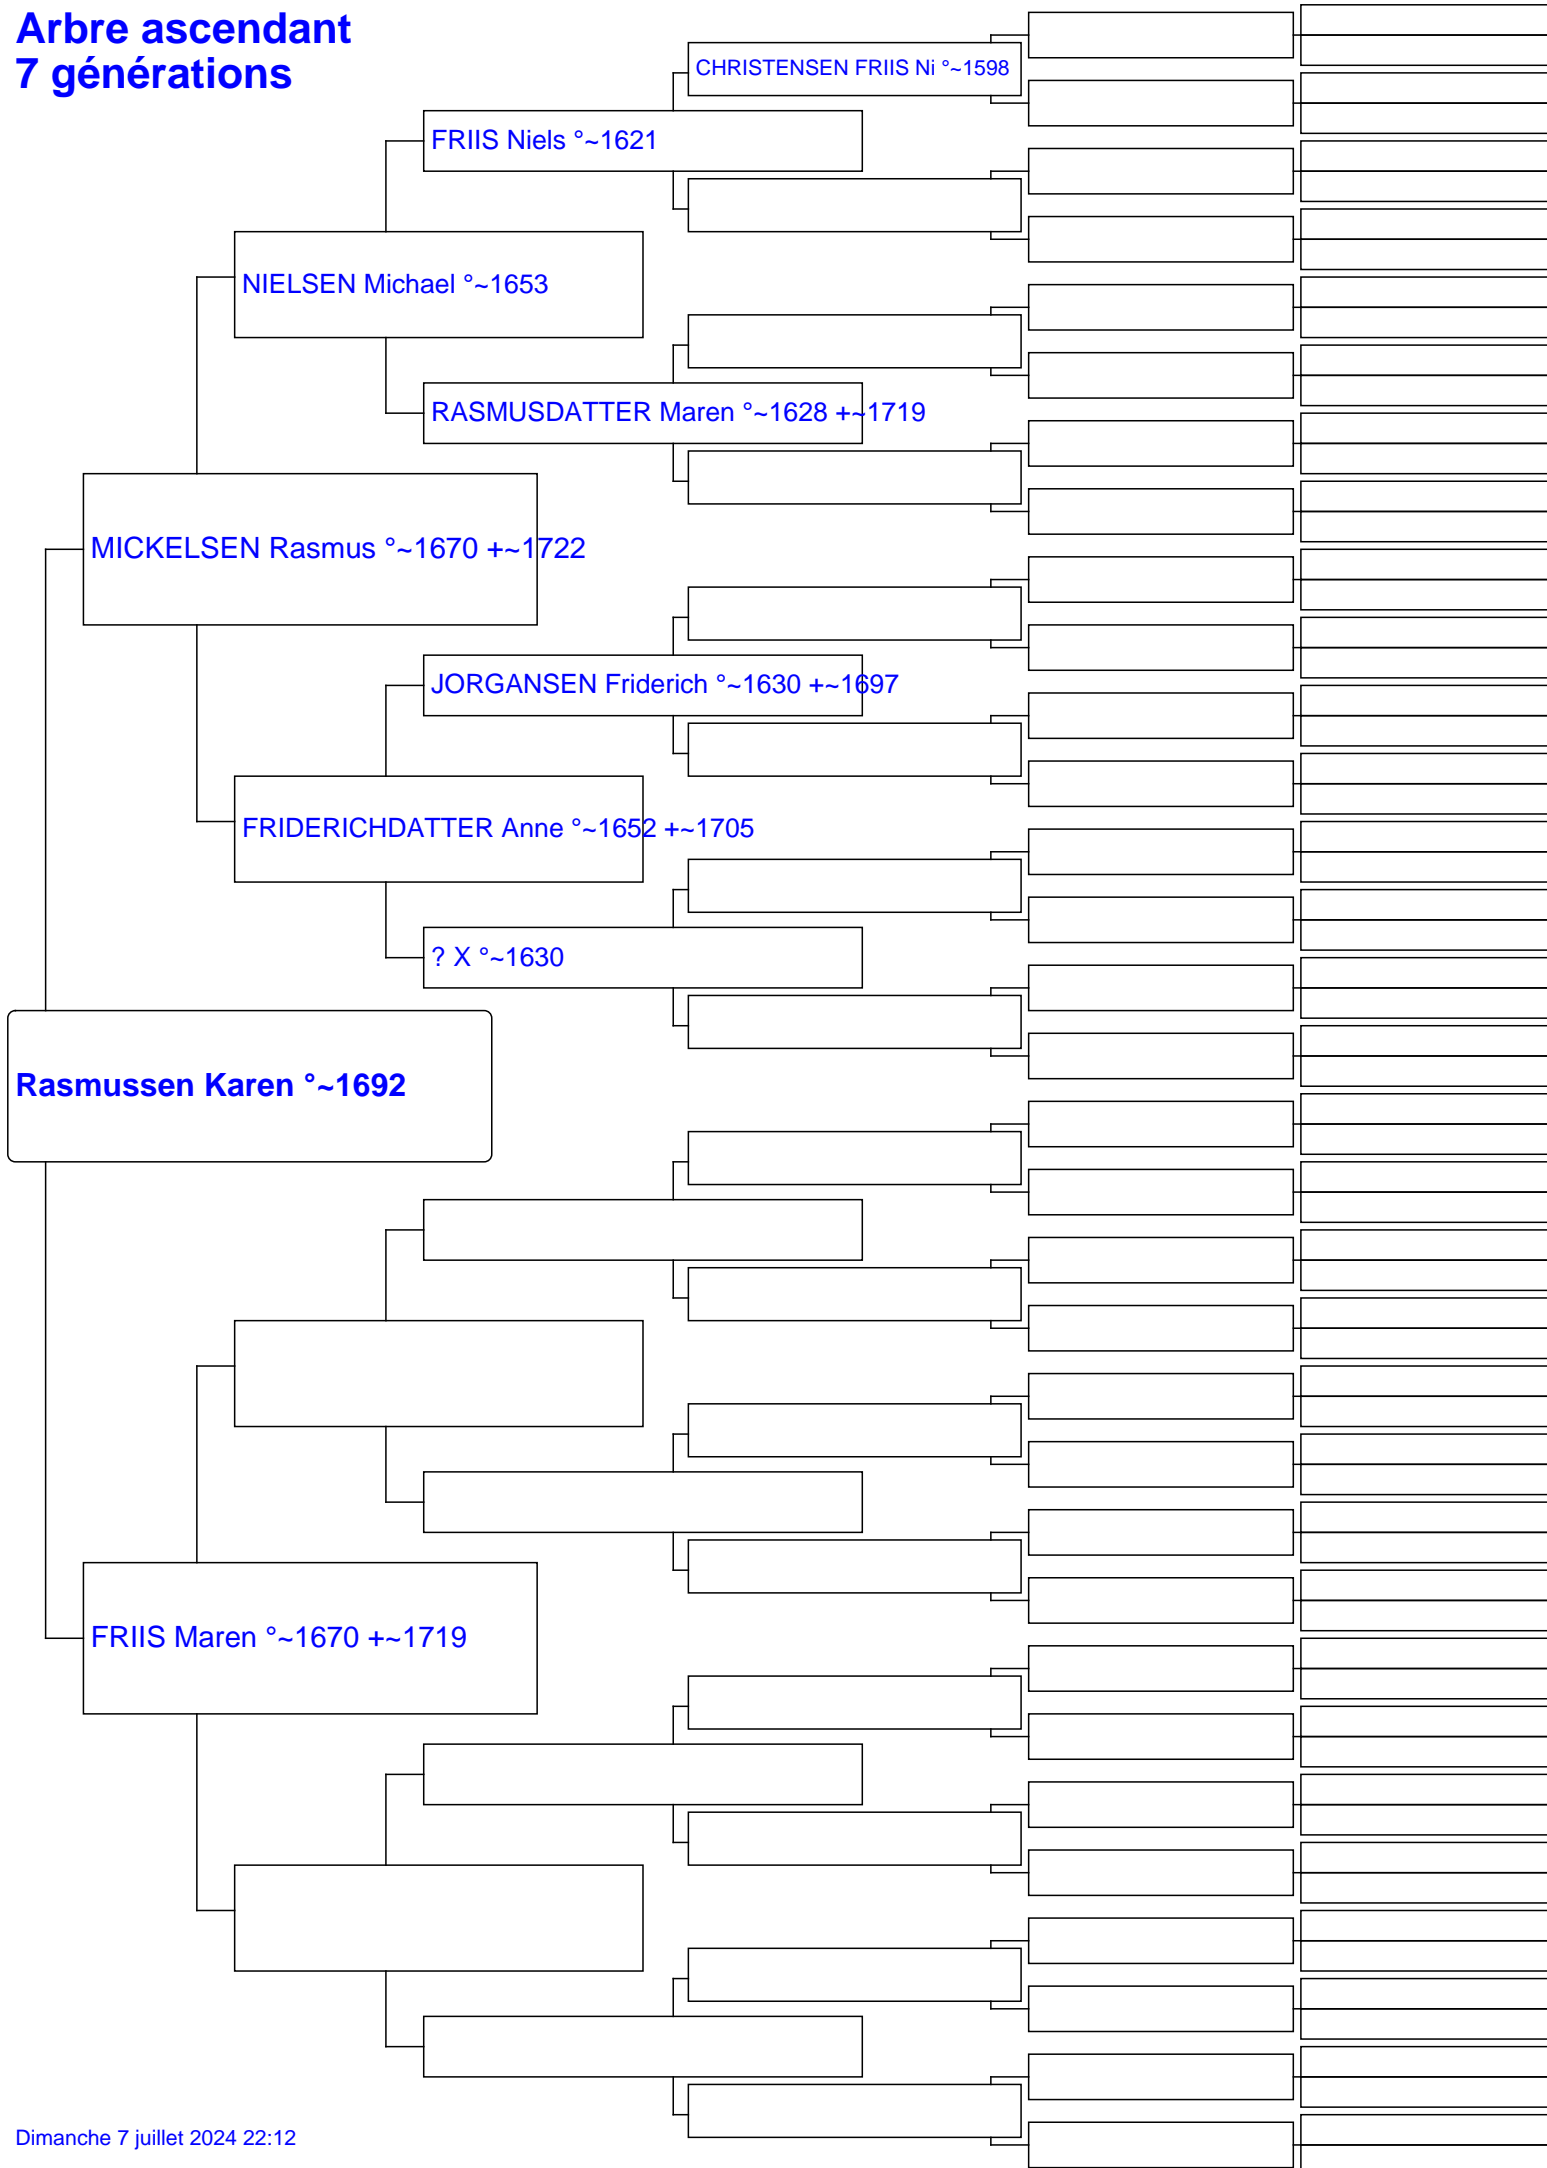 Arbre ascendant
7 générations
CHRISTENSEN FRIIS Ni °~1598
FRIIS Niels °~1621
NIELSEN Michael °~1653
RASMUSDATTER Maren °~1628 +~1719
MICKELSEN Rasmus °~1670 +~1722
JORGANSEN Friderich °~1630 +~1697
FRIDERICHDATTER Anne °~1652 +~1705
? X °~1630
Rasmussen Karen °~1692
FRIIS Maren °~1670 +~1719
Dimanche 7 juillet 2024 22:12